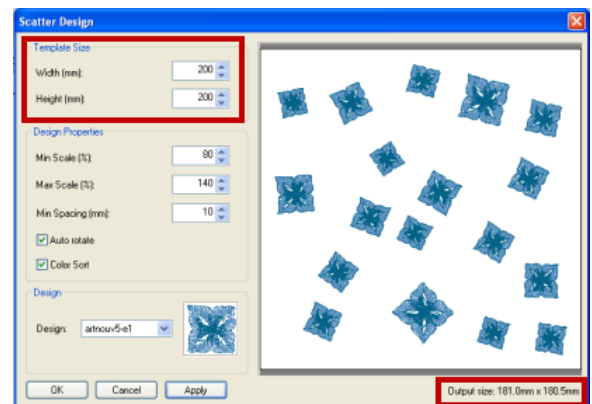 Scatter Design
Template Size
Width (mm):
200
Height (mm):
200
Design Properties
Min Scale (%):
80
Max Scale (%):
140
Min Spacing (mm):
10
Auto rotate
Color Sort
Design
Design:
artnouv5-e1
OK
Cancel
Apply
Output size: 181.0mm x 180.5mm